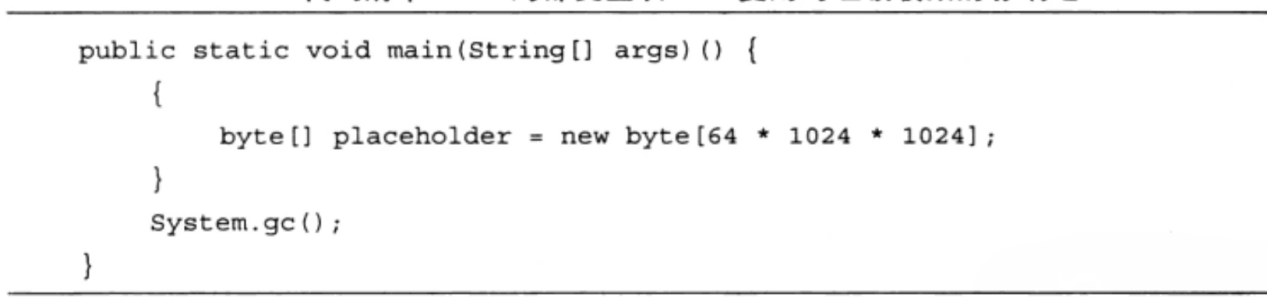 public static void main(String[] args)() {
{
byte[] placeholder = new byte[64 * 1024 * 1024];
}
System.gc();
}